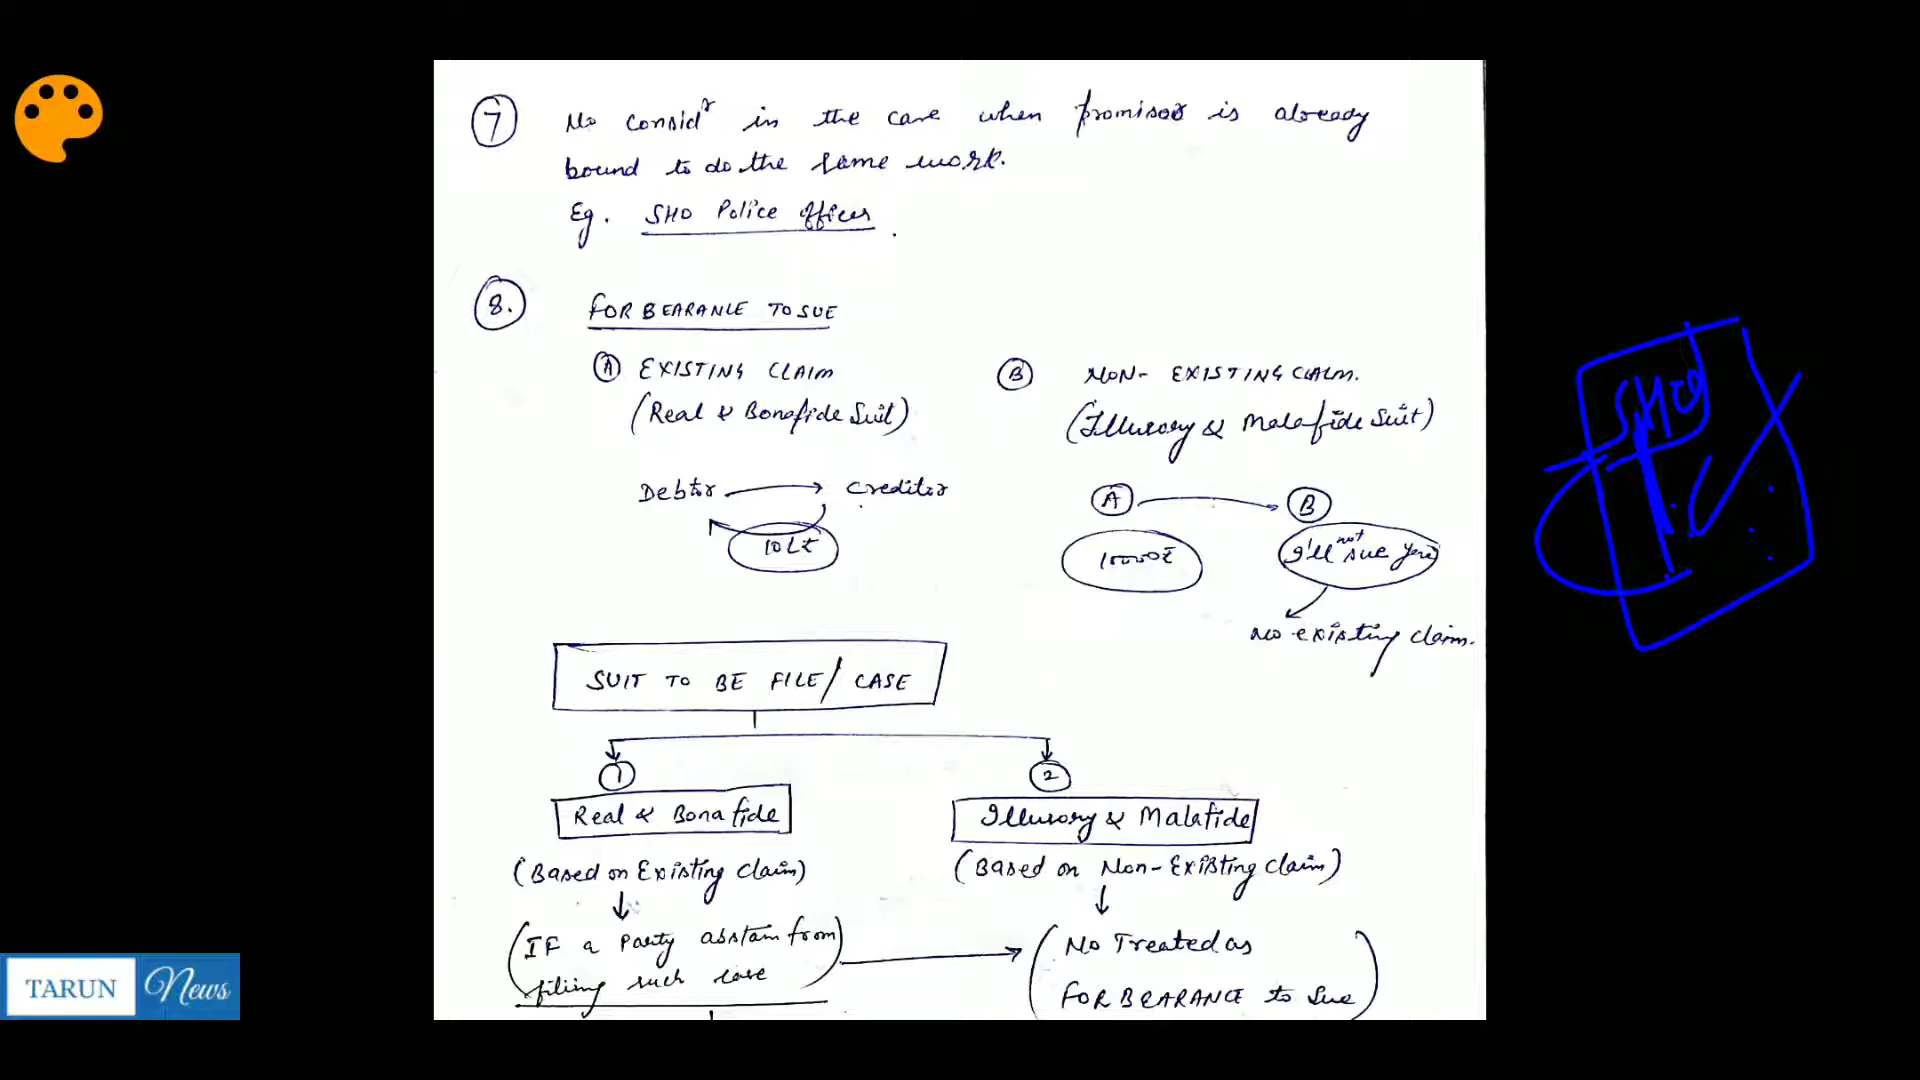 7 No considr in the case when promisor is already
bound to do the same work.
Eg. SHO Police officer.
8. FORBEARANCE TO SUE
A EXISTING CLAIM
(Real & Bonafide Suit)
B NON-EXISTING CLAIM.
(Illusory & Malafide Suit)
Debtor → Creditor
10L₹
A → B
10000₹
I'll not sue you
No existing claim.
SHO
SUIT TO BE FILE/CASE
1
Real & Bonafide
(Based on Existing Claim)
2
Illusory & Malafide
(Based on Non-Existing Claim)
(IF a Party abstain from
filing such case)
(No Treated as
FORBEARANCE to Sue)
TARUN News